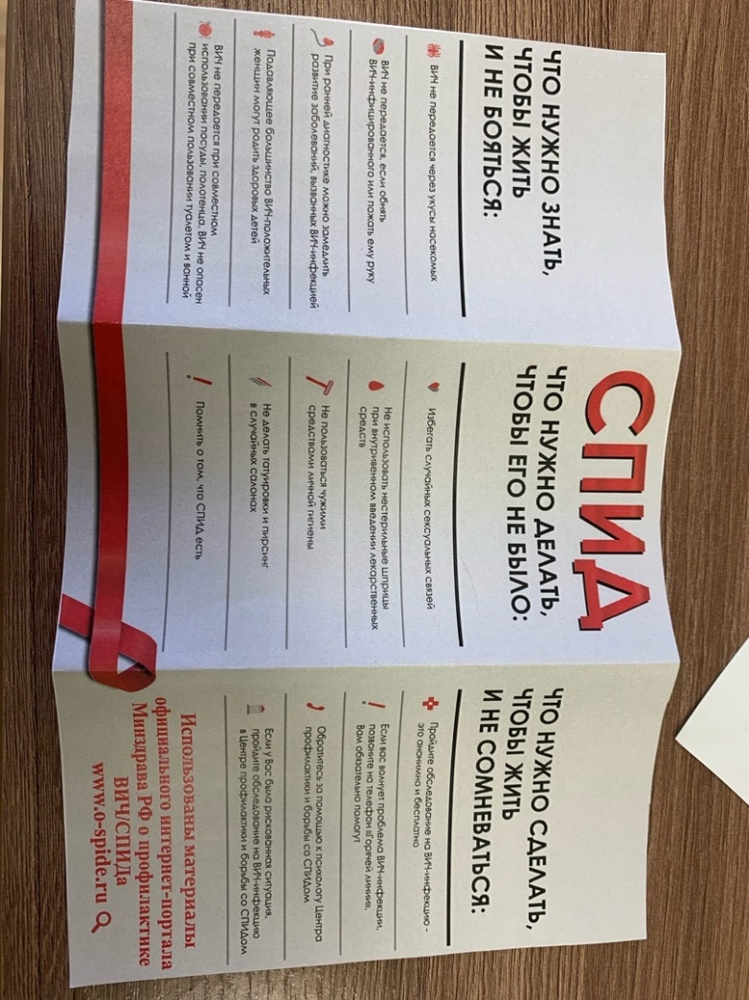 СПИД
ЧТО НУЖНО ЗНАТЬ,
ЧТОБЫ ЖИТЬ
И НЕ БОЯТЬСЯ:
ВИЧ не передается через укусы насекомых
ВИЧ не передается, если обнять
ВИЧ-инфицированного или пожать ему руку
При ранней диагностике можно замедлить
развитие заболеваний, вызванных ВИЧ-инфекцией
Подавляющее большинство ВИЧ-положительных
женщин могут родить здоровых детей
ВИЧ не передается при совместном
использовании посуды, полотенца. ВИЧ не опасен
при совместном пользовании туалетом и ванной
ЧТО НУЖНО ДЕЛАТЬ,
ЧТОБЫ ЕГО НЕ БЫЛО:
Избегать случайных сексуальных связей
Не использовать нестерильные шприцы
при внутривенном введении лекарственных
средств
Не пользоваться чужими
средствами личной гигиены
Не делать татуировки и пирсинг
в случайных салонах
Помнить о том, что СПИД есть
ЧТО НУЖНО СДЕЛАТЬ,
ЧТОБЫ ЖИТЬ
И НЕ СОМНЕВАТЬСЯ:
Пройдите обследование на ВИЧ-инфекцию -
это анонимно и бесплатно
Если вас волнует проблема ВИЧ-инфекции,
позвоните на телефон «Горячей линии».
Вам обязательно помогут
Обратитесь за помощью к психологу Центра
профилактики и борьбы со СПИДом
Если у Вас была рискованная ситуация,
пройдите обследование на ВИЧ-инфекцию
в Центре профилактики и борьбы со СПИДом
Использованы материалы
официального интернет-портала
Минздрава РФ о профилактике
ВИЧ/СПИДа
www.o-spide.ru